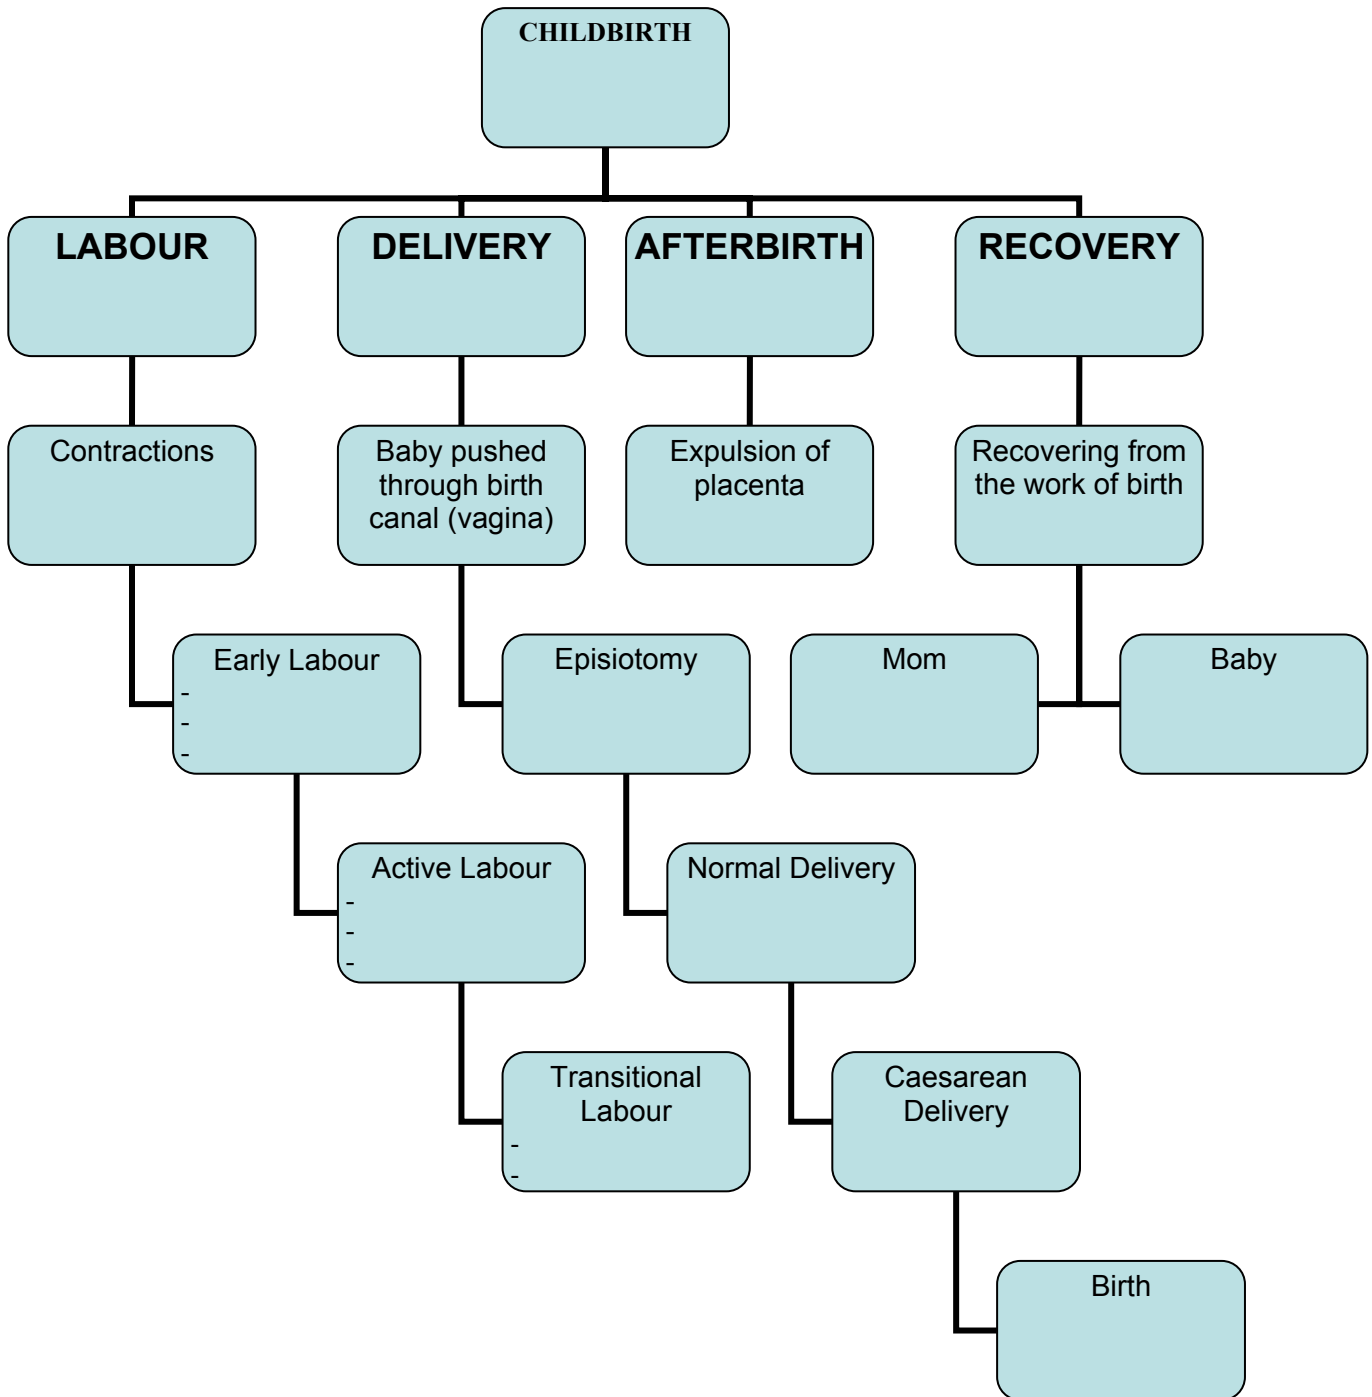 CHILDBIRTH
LABOUR
DELIVERY
AFTERBIRTH
RECOVERY
Contractions
Baby pushed
through birth
canal (vagina)
Expulsion of
placenta
Recovering from
the work of birth
Early Labour
-
-
-
Episiotomy
Mom
Baby
Active Labour
-
-
-
Normal Delivery
Transitional
Labour
-
-
Caesarean
Delivery
Birth